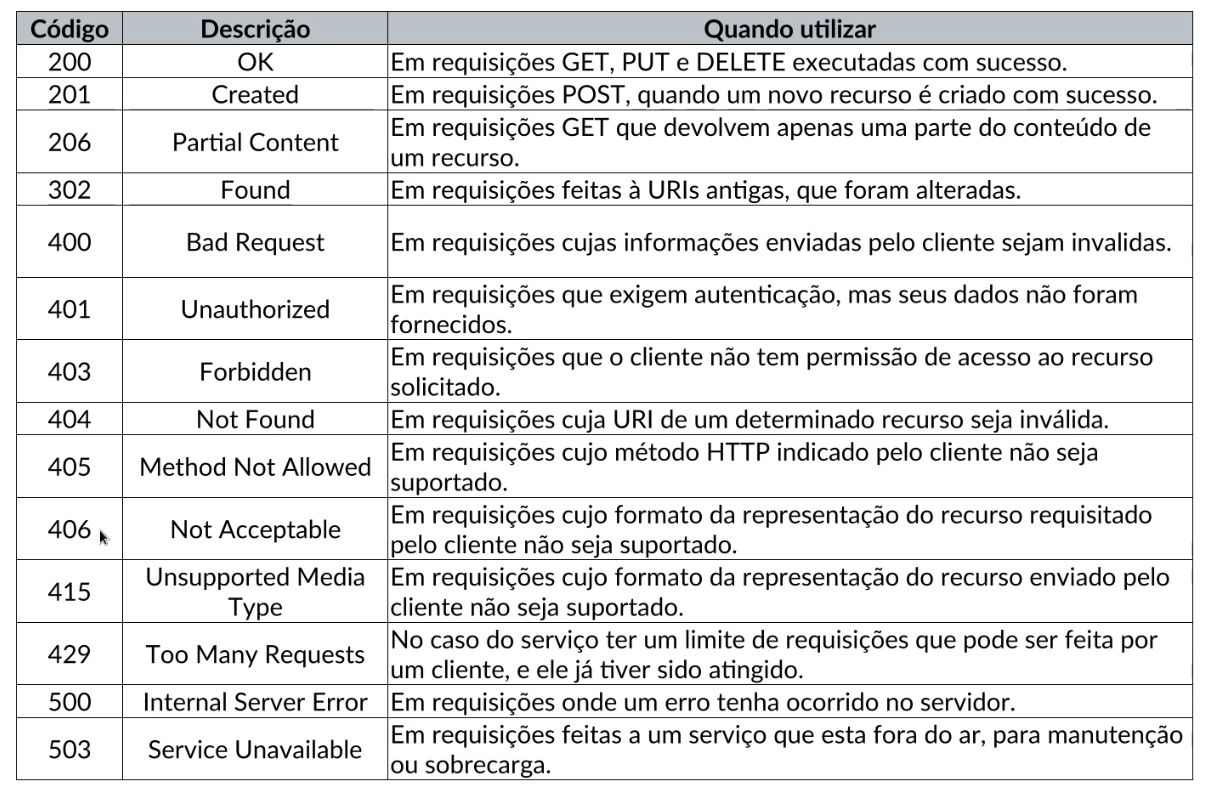 Código Descrição Quando utilizar
200 OK Em requisições GET, PUT e DELETE executadas com sucesso.
201 Created Em requisições POST, quando um novo recurso é criado com sucesso.
206 Partial Content Em requisições GET que devolvem apenas uma parte do conteúdo de
um recurso.
302 Found Em requisições feitas à URIs antigas, que foram alteradas.
400 Bad Request Em requisições cujas informações enviadas pelo cliente sejam invalidas.
401 Unauthorized Em requisições que exigem autenticação, mas seus dados não foram
fornecidos.
403 Forbidden Em requisições que o cliente não tem permissão de acesso ao recurso
solicitado.
404 Not Found Em requisições cuja URI de um determinado recurso seja inválida.
405 Method Not Allowed Em requisições cujo método HTTP indicado pelo cliente não seja
suportado.
406 Not Acceptable Em requisições cujo formato da representação do recurso requisitado
pelo cliente não seja suportado.
415 Unsupported Media Em requisições cujo formato da representação do recurso enviado pelo
Type cliente não seja suportado.
429 Too Many Requests No caso do serviço ter um limite de requisições que pode ser feita por
um cliente, e ele já tiver sido atingido.
500 Internal Server Error Em requisições onde um erro tenha ocorrido no servidor.
503 Service Unavailable Em requisições feitas a um serviço que esta fora do ar, para manutenção
ou sobrecarga.